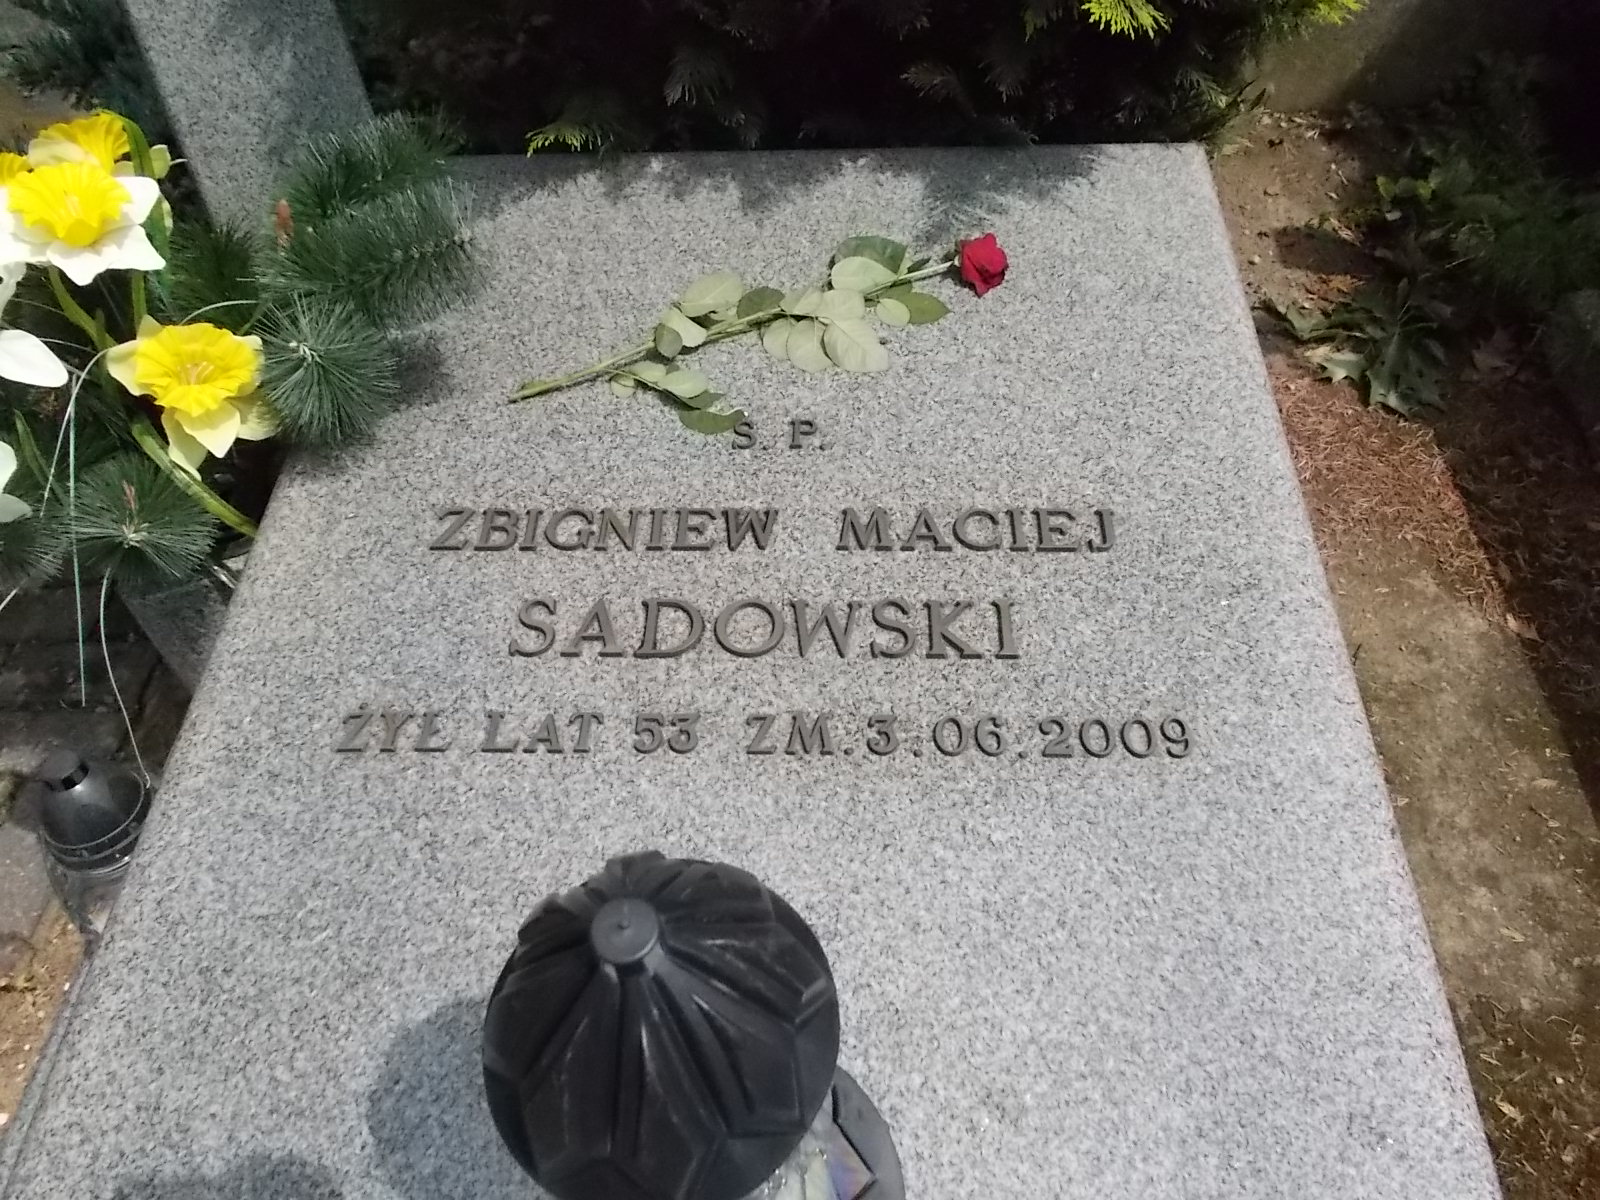 Ś. P.
ZBIGNIEW MACIEJ
SADOWSKI
ŻYŁ LAT 53 ZM. 3.06.2009